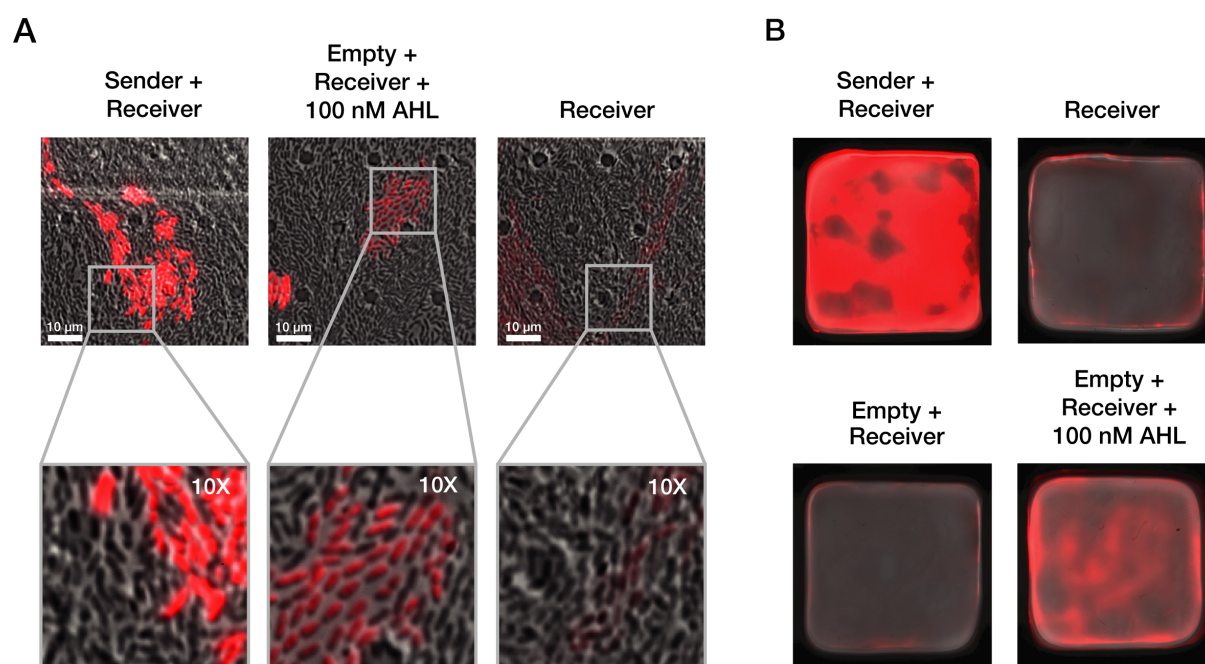 A
Sender +
Receiver
Empty +
Receiver +
100 nM AHL
Receiver
10 µm
10 µm
10 µm
10X
10X
10X
B
Sender +
Receiver
Receiver
Empty +
Receiver
Empty +
Receiver +
100 nM AHL